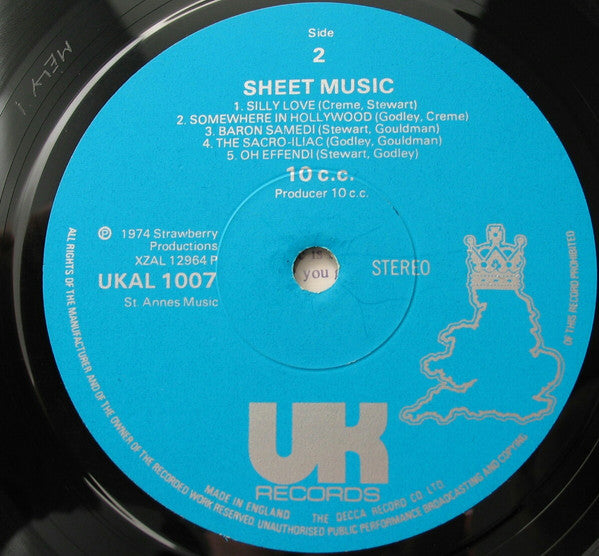 Side
2
SHEET MUSIC
1. SILLY LOVE (Creme, Stewart)
2. SOMEWHERE IN HOLLYWOOD (Godley, Creme)
3. BARON SAMEDI (Stewart, Gouldman)
4. THE SACRO-ILIAC (Godley, Gouldman)
5. OH EFFENDI (Stewart, Godley)
10 c.c.
Producer 10 c.c.
℗ 1974 Strawberry
Productions
XZAL 12964 P
UKAL 1007
St. Annes Music
STEREO
is
you
UK
RECORDS
MADE IN ENGLAND THE DECCA RECORD CO. LTD.
ALL RIGHTS OF THE MANUFACTURER AND OF THE OWNER OF THE RECORDED WORK RESERVED. UNAUTHORISED PUBLIC PERFORMANCE BROADCASTING AND COPYING OF THIS RECORD PROHIBITED